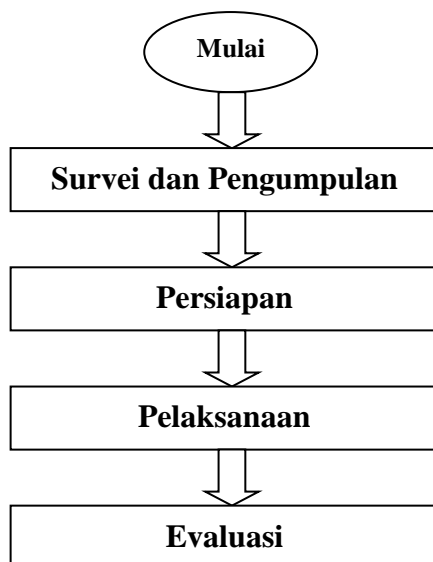 Mulai
Survei dan Pengumpulan
Persiapan
Pelaksanaan
Evaluasi